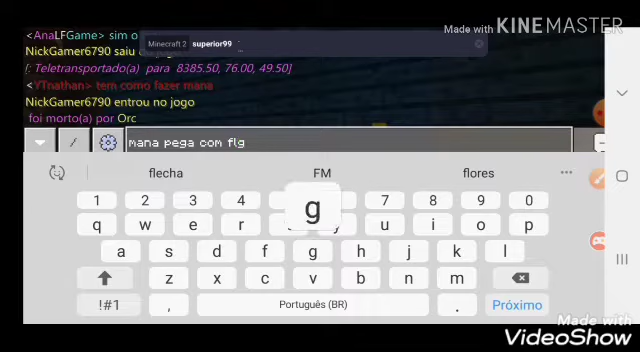 Made with KINEMASTER
<AnaLFGame> sim o
Minecraft 2 superior99
NickGamer6790 saiu
[: Teletransportado(a) para 8385.50, 76.00, 49.50]
<YTnathan> tem como fazer mana
NickGamer6790 entrou no jogo
foi morto(a) por Orc
/ mana pega com flg
flecha FM flores
1 2 3 4 7 8 9 0
g
q w e r u i o p
a s d f g h j k l
z x c v b n m
!#1 , Português (BR) . Próximo
Made with
VideoShow